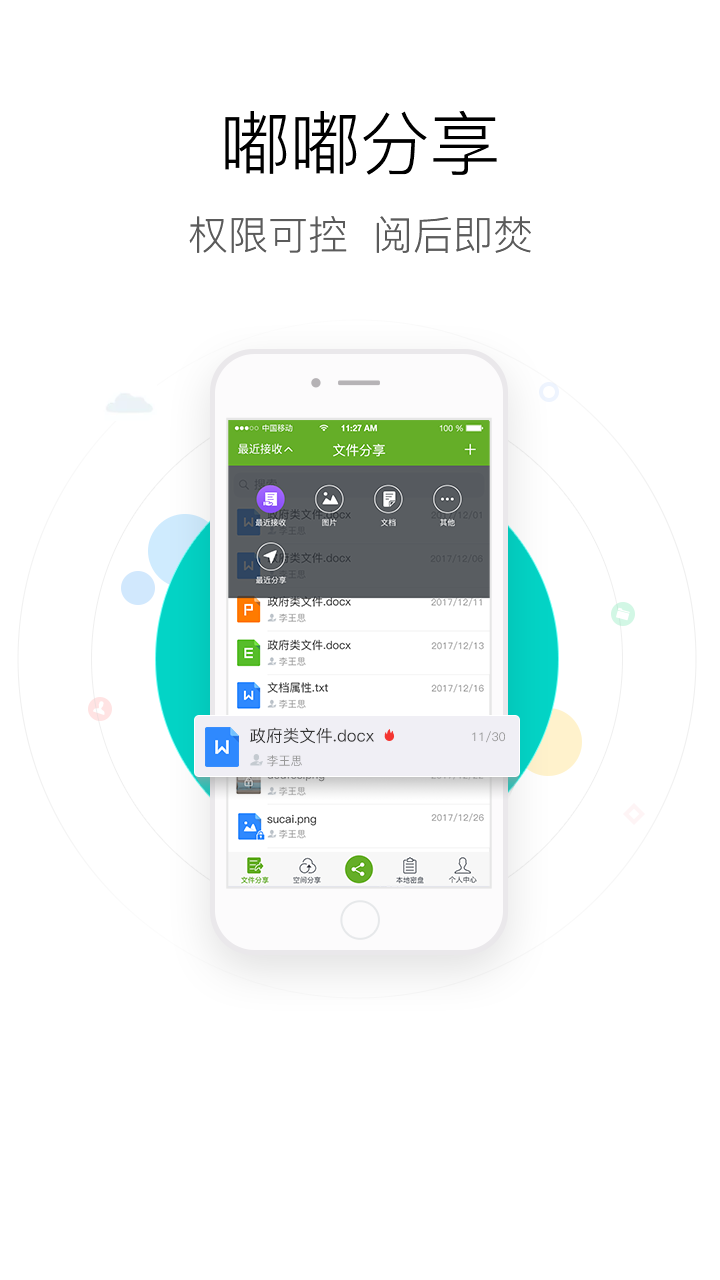 嘟嘟分享
权限可控 阅后即焚
中国移动 11:27 AM 100 %
最近接收 文件分享 +
搜索
最近接收 图片 文档 其他
政府类文件.docx 2017/12/01
李王思
政府类文件.docx
李王思
最近分享
政府类文件.docx 2017/12/11
李王思
政府类文件.docx 2017/12/13
李王思
文档属性.txt 2017/12/16
李王思
政府类文件.docx 11/30
李王思
李王思
sucai.png 2017/12/26
李王思
文件分享 空间分享 本地密盘 个人中心